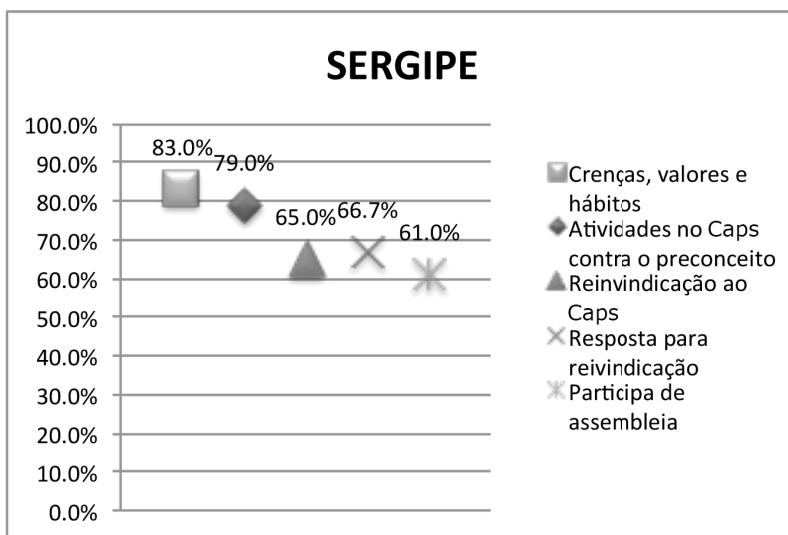 SERGIPE
100.0%
90.0%
80.0%
70.0%
60.0%
50.0%
40.0%
30.0%
20.0%
10.0%
0.0%
83.0%
79.0%
65.0%
66.7%
61.0%
Crenças, valores e
hábitos
Atividades no Caps
contra o preconceito
Reinvindicação ao
Caps
Resposta para
reivindicação
Participa de
assembleia